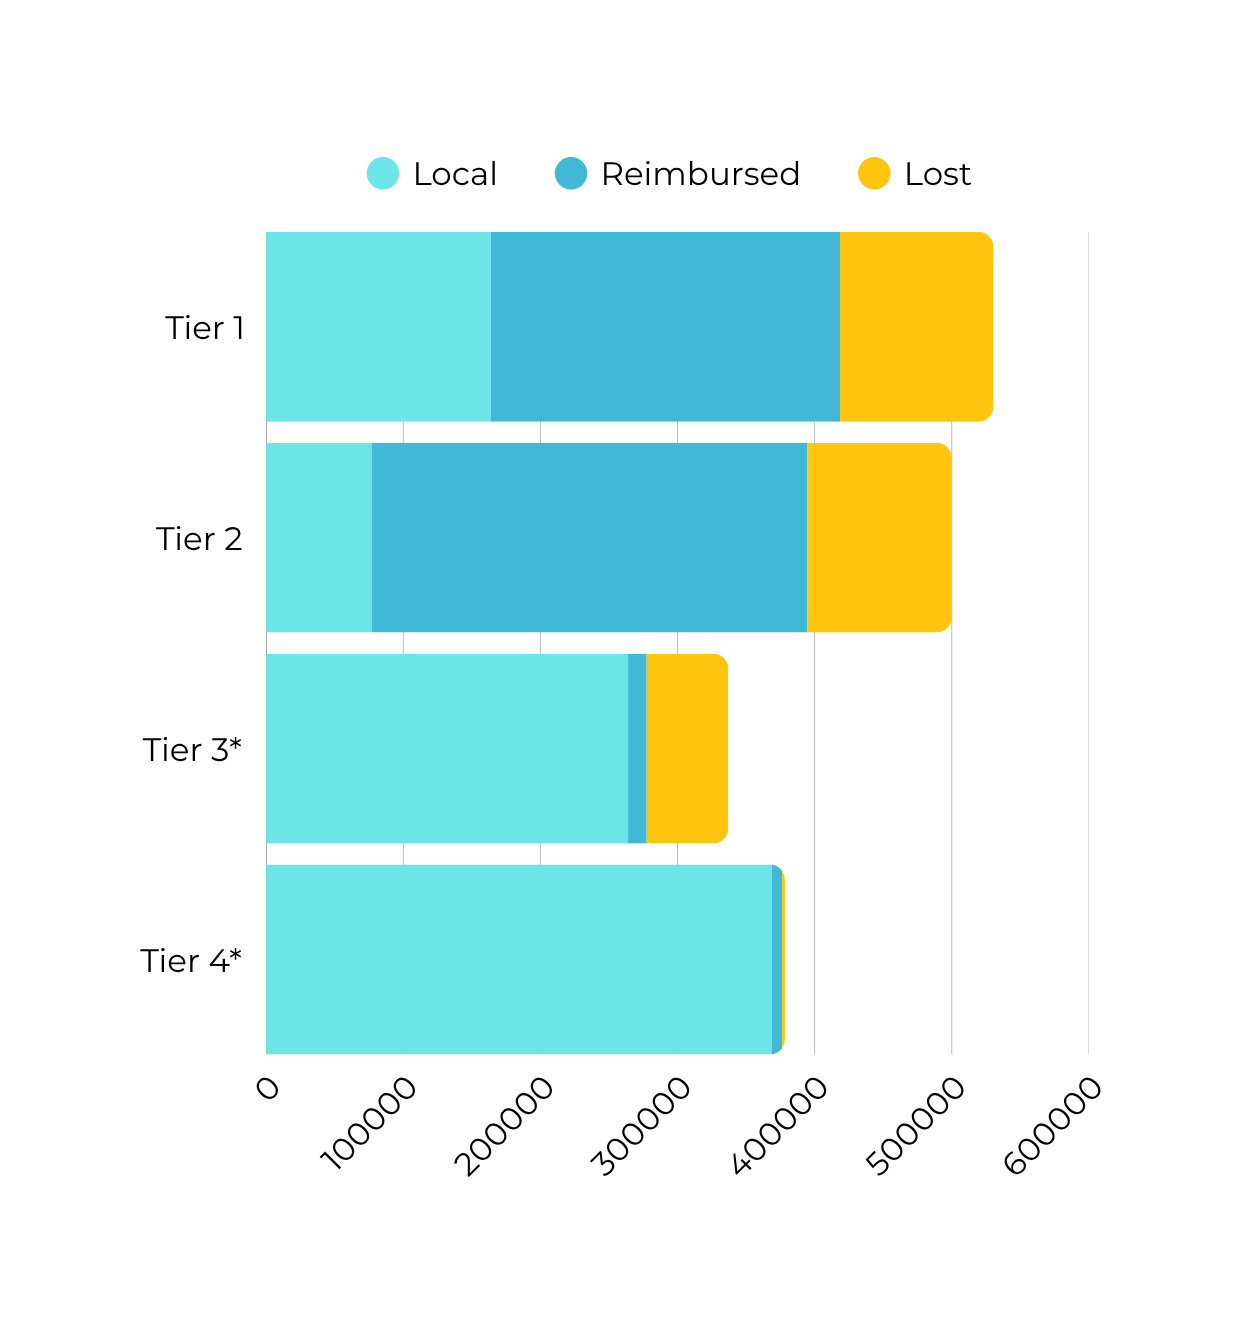 Local Reimbursed Lost
Tier 1
Tier 2
Tier 3*
Tier 4*
0 100000 200000 300000 400000 500000 600000